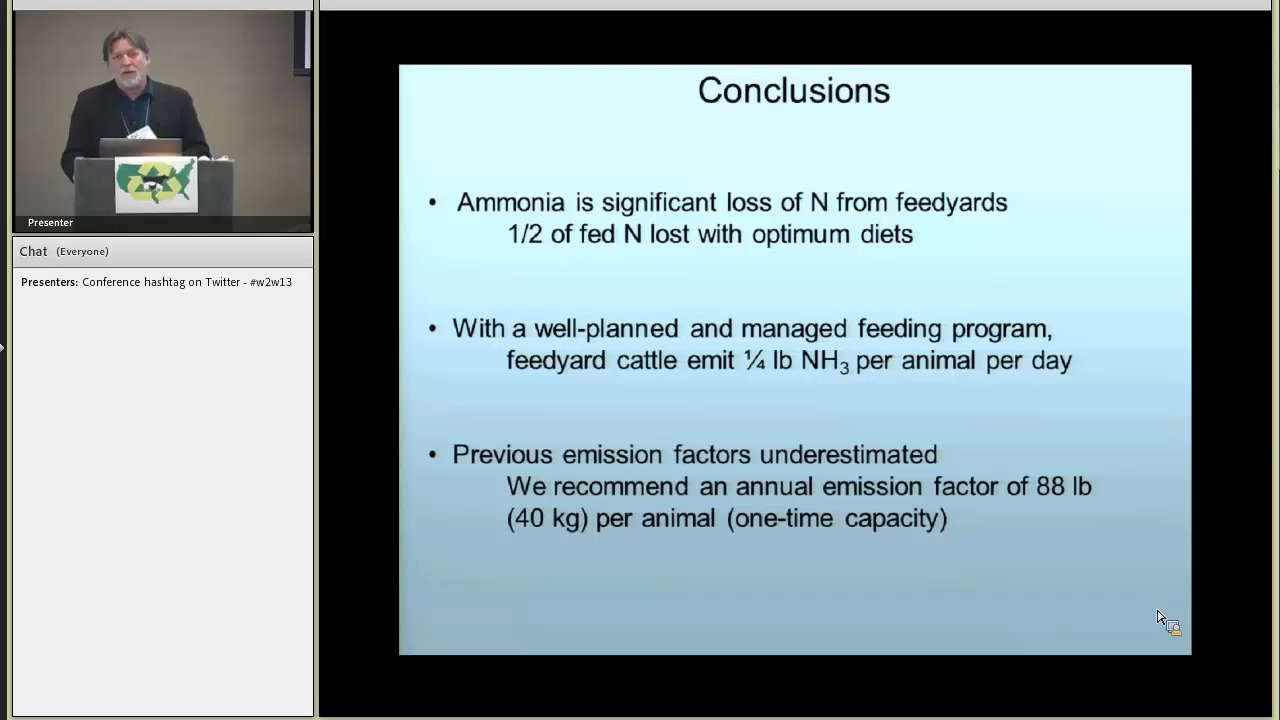 Presenter
Chat (Everyone)
Presenters: Conference hashtag on Twitter - #w2w13
Conclusions
• Ammonia is significant loss of N from feedyards
1/2 of fed N lost with optimum diets
• With a well-planned and managed feeding program,
feedyard cattle emit ¼ lb NH₃ per animal per day
• Previous emission factors underestimated
We recommend an annual emission factor of 88 lb
(40 kg) per animal (one-time capacity)